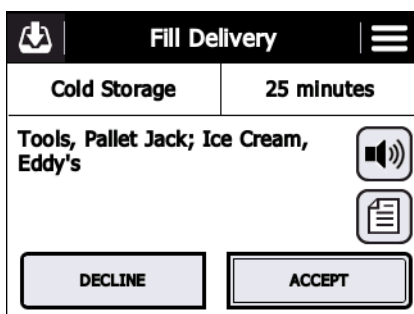 Fill Delivery
Cold Storage
25 minutes
Tools, Pallet Jack; Ice Cream,
Eddy's
DECLINE
ACCEPT